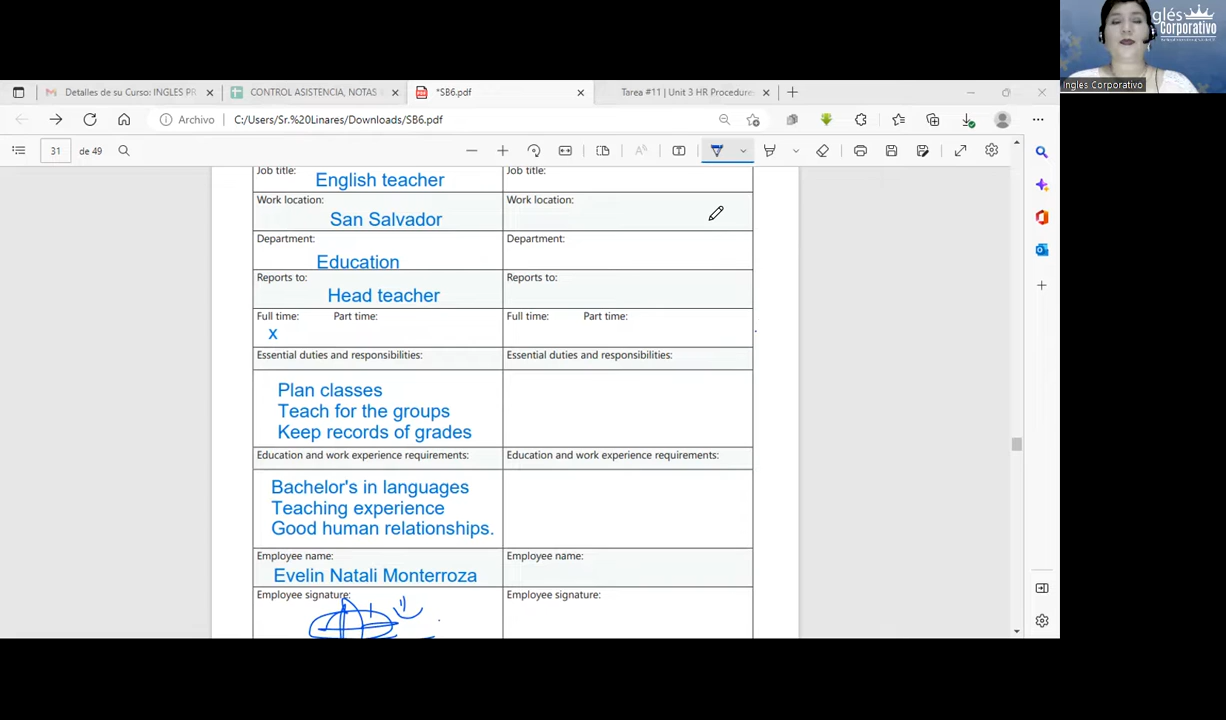 glés
Corporativo
Ingles Corporativo
Detalles de su Curso: INGLES PR
CONTROL ASISTENCIA, NOTAS
*SB6.pdf
Tarea #11 | Unit 3 HR Procedure
Archivo
C:/Users/Sr.%20Linares/Downloads/SB6.pdf
31
de 49
Job title:
English teacher
Job title:
Work location:
San Salvador
Work location:
Department:
Education
Department:
Reports to:
Head teacher
Reports to:
Full time: Part time:
x
Full time: Part time:
Essential duties and responsibilities:
Essential duties and responsibilities:
Plan classes
Teach for the groups
Keep records of grades
Education and work experience requirements:
Education and work experience requirements:
Bachelor's in languages
Teaching experience
Good human relationships.
Employee name:
Evelin Natali Monterroza
Employee name:
Employee signature:
Employee signature: